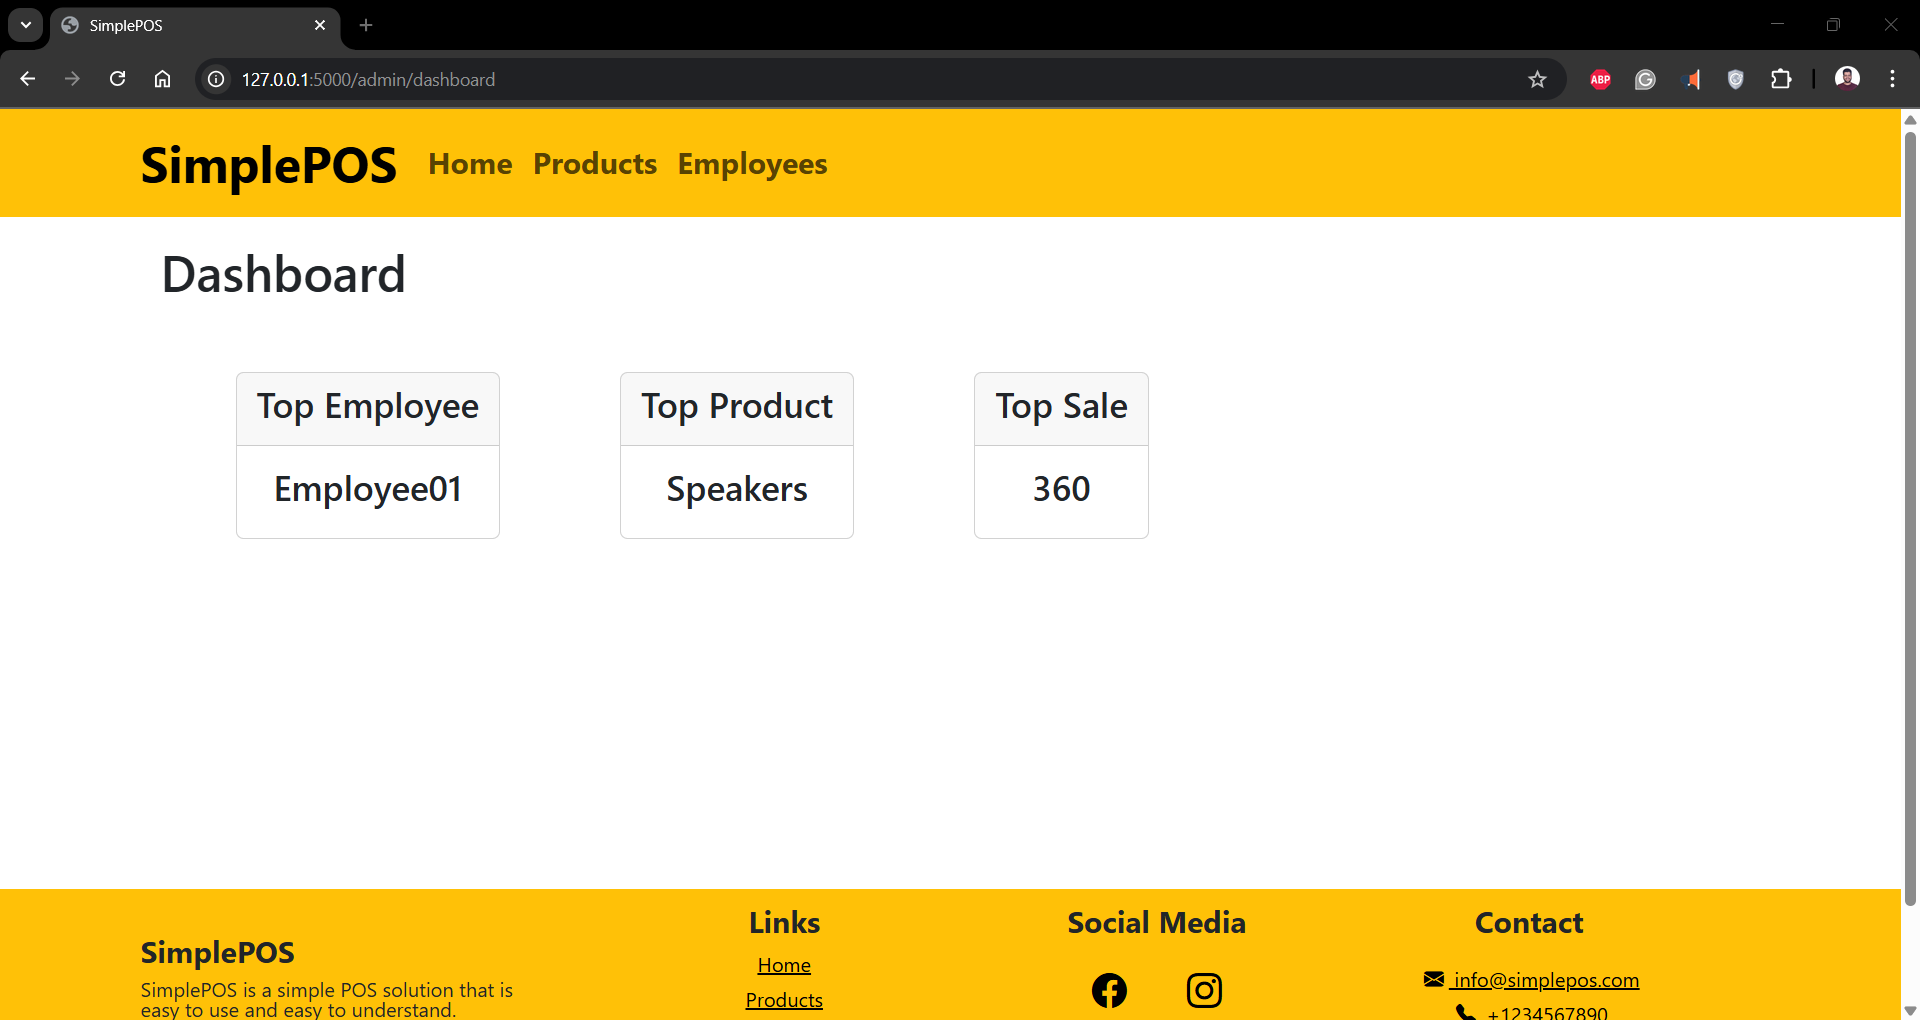 SimplePOS
127.0.0.1:5000/admin/dashboard
ABP
SimplePOS Home Products Employees
Dashboard
Top Employee
Employee01
Top Product
Speakers
Top Sale
360
SimplePOS
SimplePOS is a simple POS solution that is
easy to use and easy to understand.
Links
Home
Products
Social Media
Contact
info@simplepos.com
+1234567890